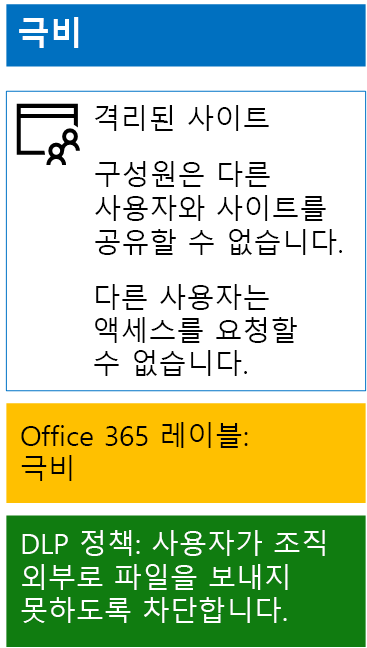 극비
격리된 사이트
구성원은 다른
사용자와 사이트를
공유할 수 없습니다.
다른 사용자는
액세스를 요청할
수 없습니다.
Office 365 레이블:
극비
DLP 정책: 사용자가 조직
외부로 파일을 보내지
못하도록 차단합니다.